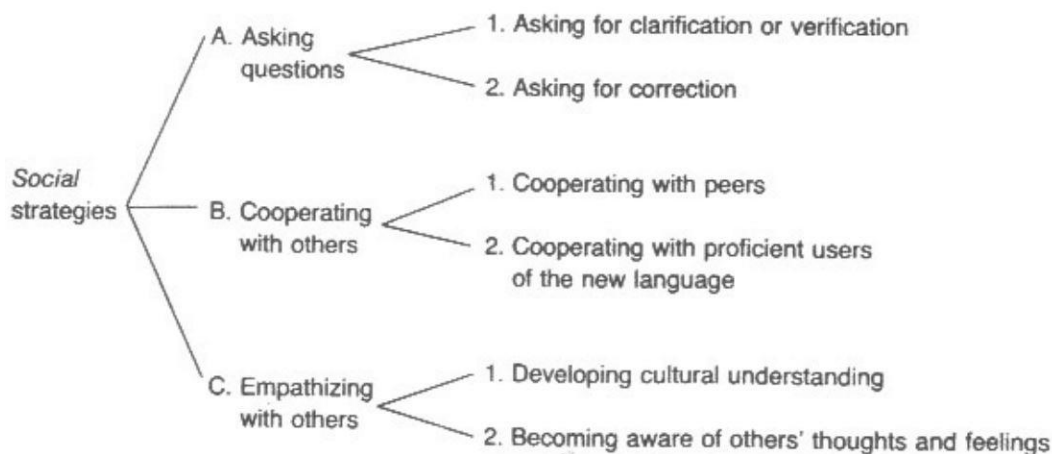 Social
strategies
A. Asking
questions
1. Asking for clarification or verification
2. Asking for correction
B. Cooperating
with others
1. Cooperating with peers
2. Cooperating with proficient users
of the new language
C. Empathizing
with others
1. Developing cultural understanding
2. Becoming aware of others' thoughts and feelings